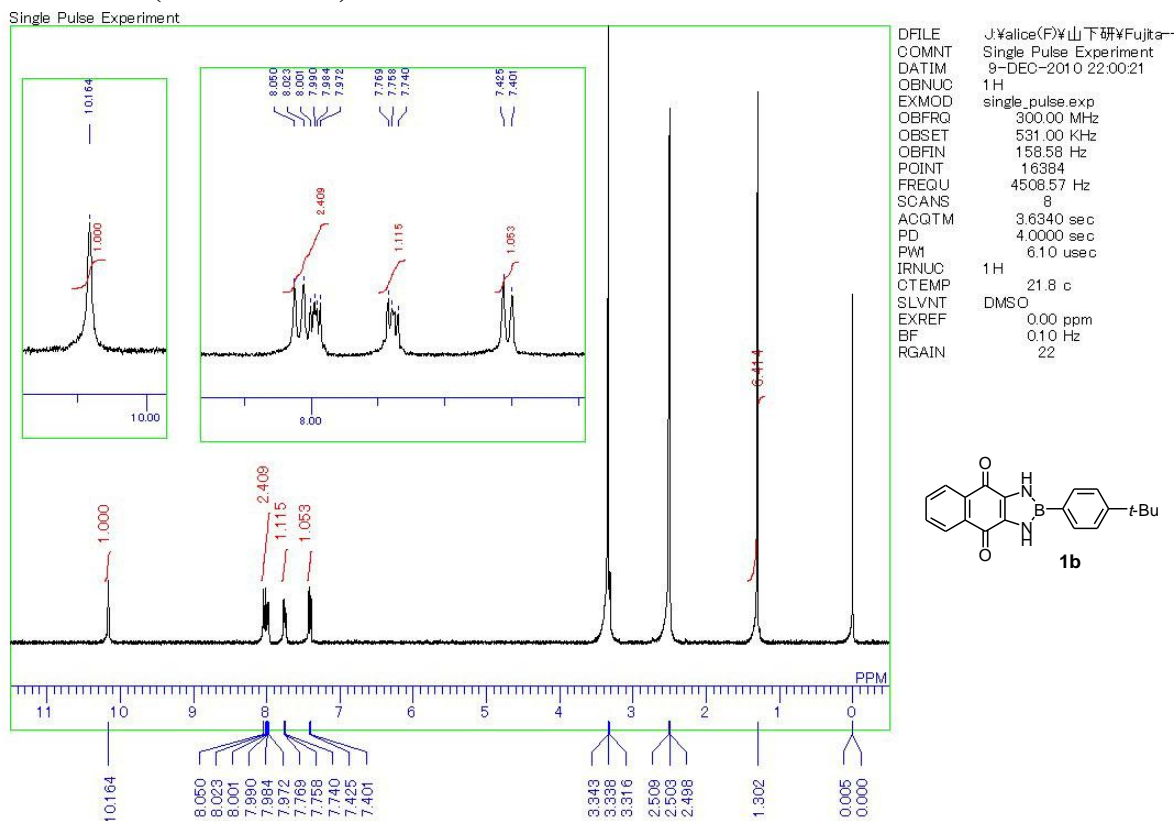 Single Pulse Experiment
DFILE J:¥alice(F)¥山下研¥Fujita--
COMNT Single Pulse Experiment
DATIM 9-DEC-2010 22:00:21
OBNUC 1H
EXMOD single_pulse.exp
OBFRQ 300.00 MHz
OBSET 531.00 KHz
OBFIN 158.58 Hz
POINT 16384
FREQU 4508.57 Hz
SCANS 8
ACQTM 3.6340 sec
PD 4.0000 sec
PW1 6.10 usec
IRNUC 1H
CTEMP 21.8 c
SLVNT DMSO
EXREF 0.00 ppm
BF 0.10 Hz
RGAIN 22
10.164
1.000
10.00
8.050
8.023
8.001
7.990
7.984
7.972
7.769
7.758
7.740
7.425
7.401
2.409
1.115
1.053
8.00
6.414
1.000
2.409
1.115
1.053
O
H
N
B
N
H
O
t-Bu
1b
PPM
11 10 9 8 7 6 5 4 3 2 1 0
10.164
8.050
8.023
8.001
7.990
7.984
7.972
7.769
7.758
7.740
7.425
7.401
3.343
3.338
3.316
2.509
2.503
2.498
1.302
0.005
0.000